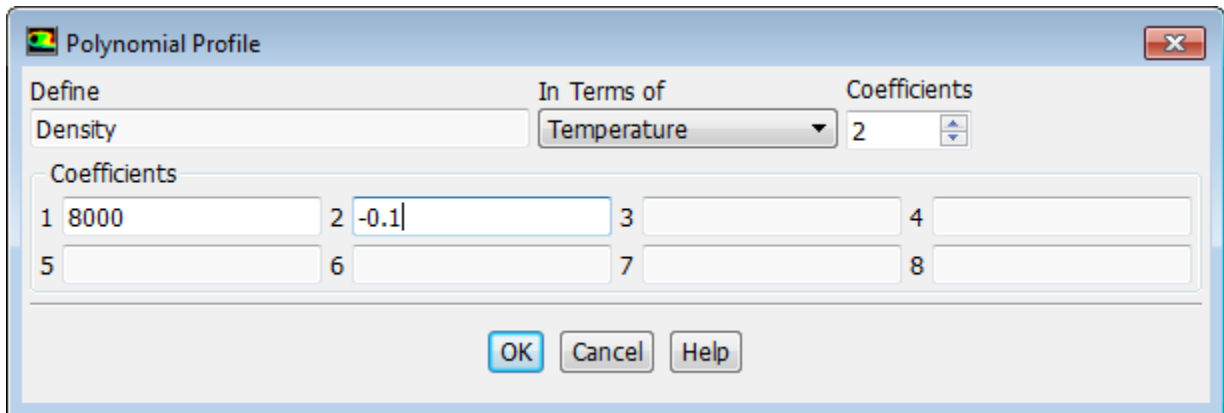 Polynomial Profile
Define In Terms of Coefficients
Density Temperature 2
Coefficients
1 8000 2 -0.1 3 4
5 6 7 8
OK Cancel Help